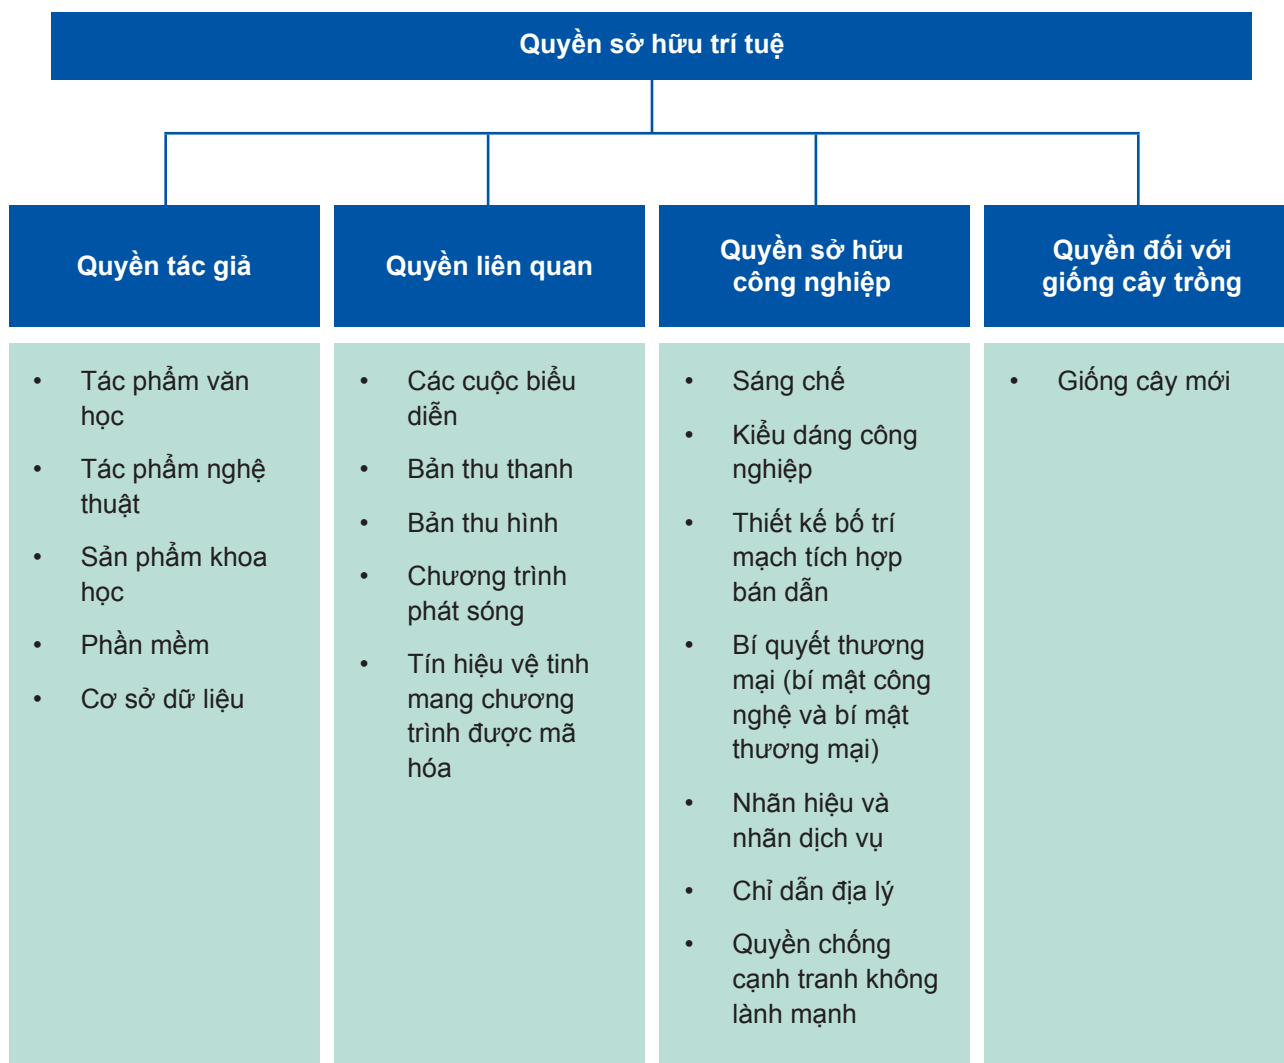 Quyền sở hữu trí tuệ
Quyền tác giả
• Tác phẩm văn
học
• Tác phẩm nghệ
thuật
• Sản phẩm khoa
học
• Phần mềm
• Cơ sở dữ liệu
Quyền liên quan
• Các cuộc biểu
diễn
• Bản thu thanh
• Bản thu hình
• Chương trình
phát sóng
• Tín hiệu vệ tinh
mang chương
trình được mã
hóa
Quyền sở hữu
công nghiệp
• Sáng chế
• Kiểu dáng công
nghiệp
• Thiết kế bố trí
mạch tích hợp
bán dẫn
• Bí quyết thương
mại (bí mật công
nghệ và bí mật
thương mại)
• Nhãn hiệu và
nhãn dịch vụ
• Chỉ dẫn địa lý
• Quyền chống
cạnh tranh không
lành mạnh
Quyền đối với
giống cây trồng
• Giống cây mới